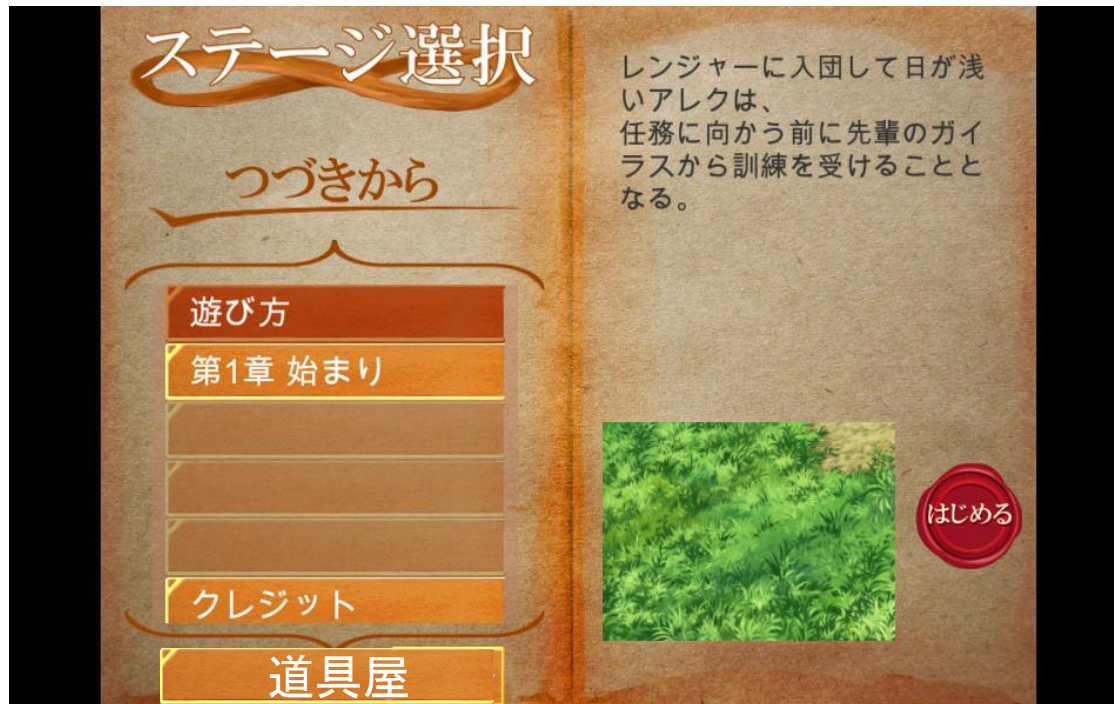 ステージ選択
つづきから
遊び方
第1章 始まり
クレジット
道具屋
レンジャーに入団して日が浅
いアレクは、
任務に向かう前に先輩のガイ
ラスから訓練を受けることと
なる。
はじめる